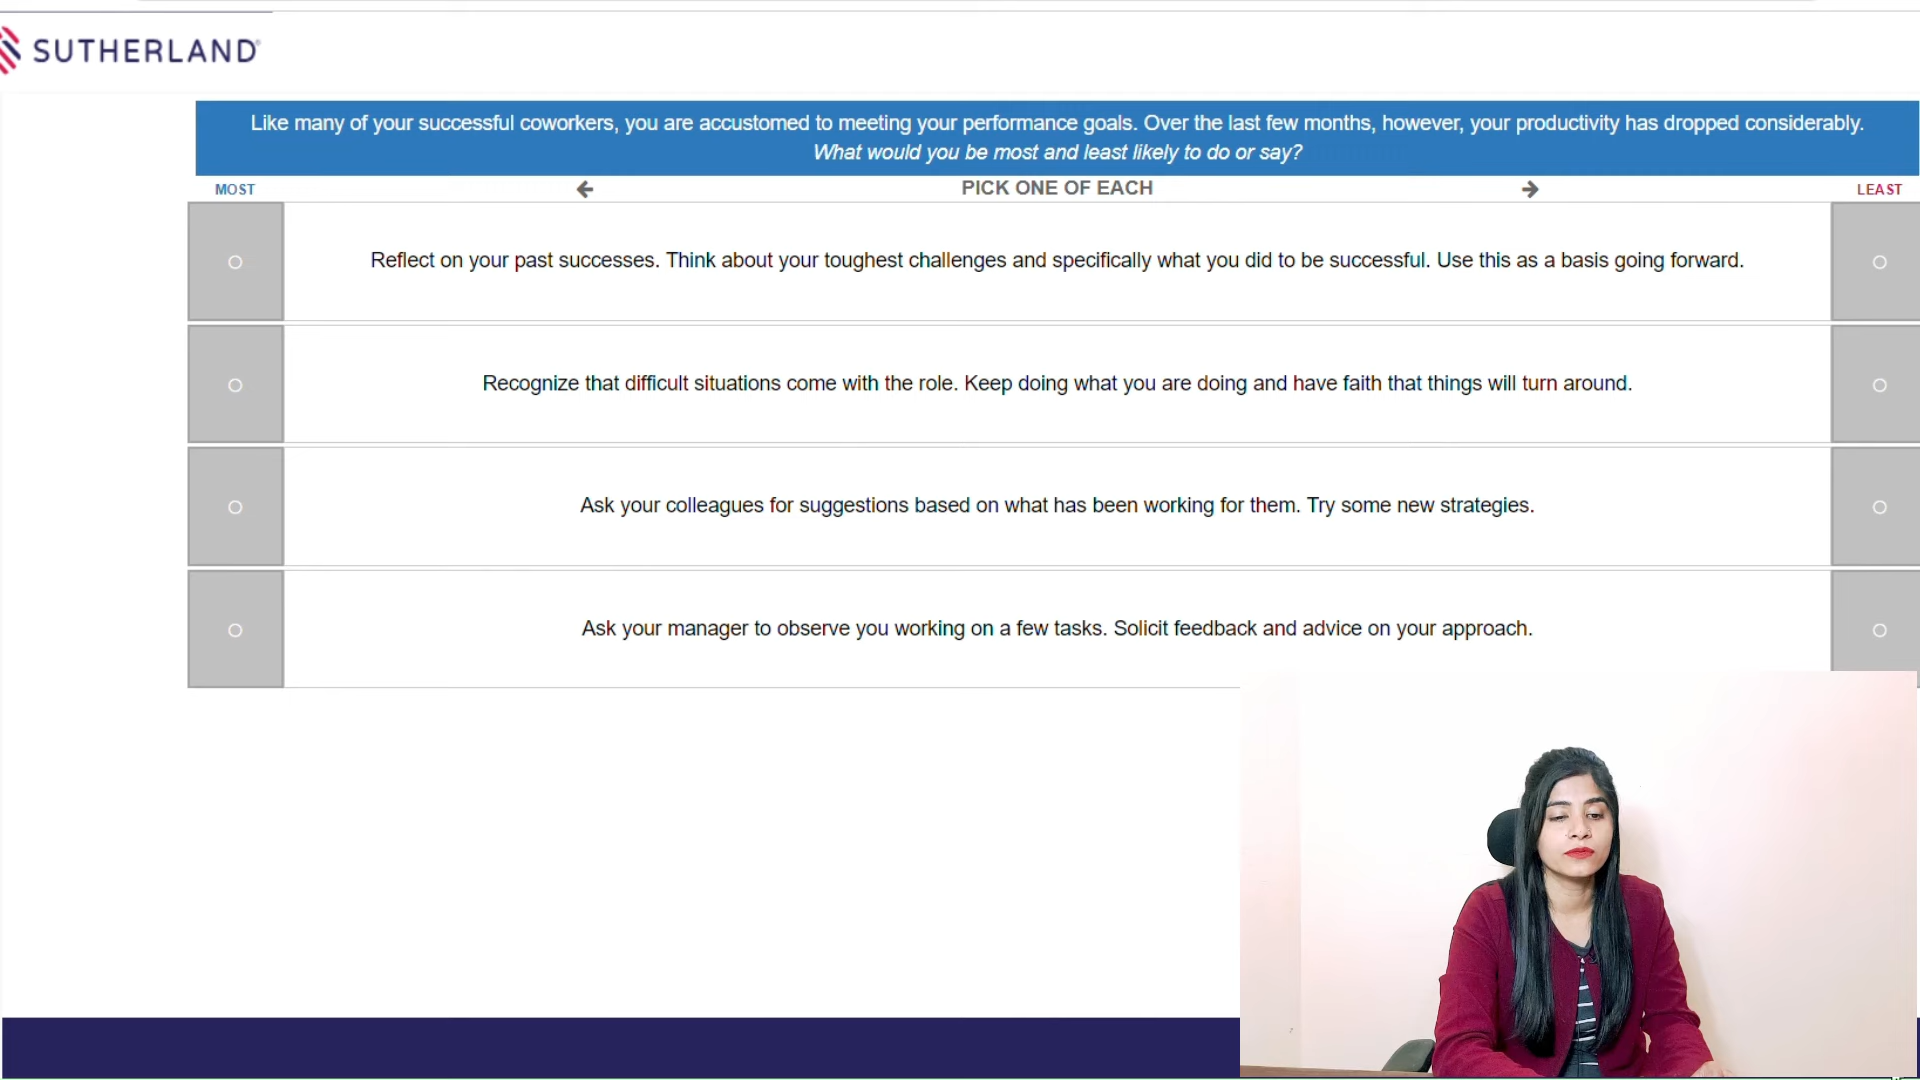 SUTHERLAND
Like many of your successful coworkers, you are accustomed to meeting your performance goals. Over the last few months, however, your productivity has dropped considerably.
What would you be most and least likely to do or say?
MOST PICK ONE OF EACH LEAST
Reflect on your past successes. Think about your toughest challenges and specifically what you did to be successful. Use this as a basis going forward.
Recognize that difficult situations come with the role. Keep doing what you are doing and have faith that things will turn around.
Ask your colleagues for suggestions based on what has been working for them. Try some new strategies.
Ask your manager to observe you working on a few tasks. Solicit feedback and advice on your approach.